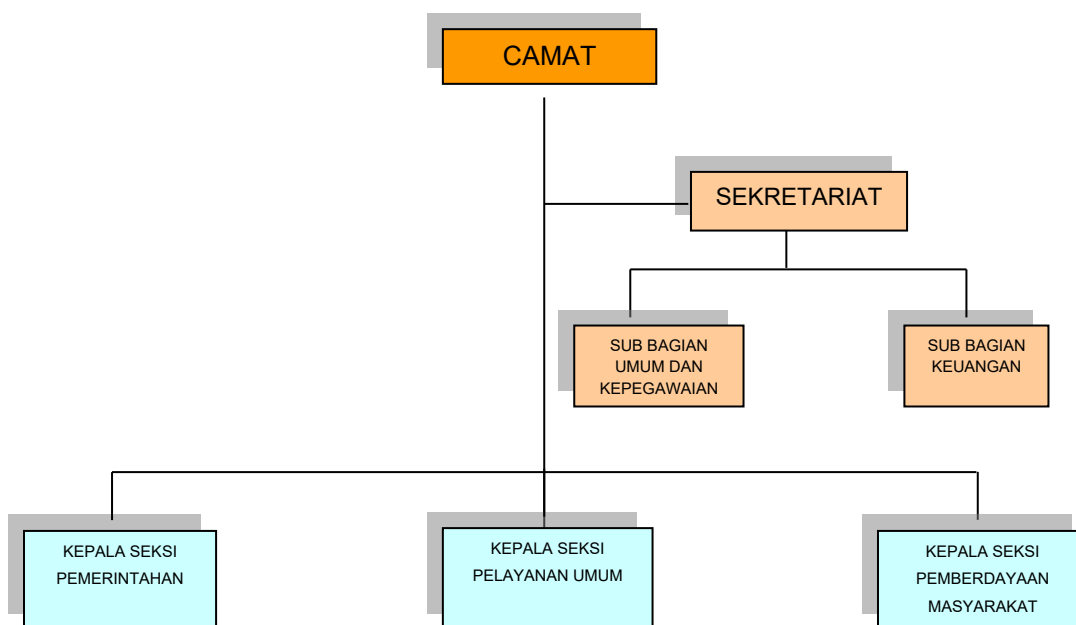 CAMAT
SEKRETARIAT
SUB BAGIAN
UMUM DAN
KEPEGAWAIAN
SUB BAGIAN
KEUANGAN
KEPALA SEKSI
PEMERINTAHAN
KEPALA SEKSI
PELAYANAN UMUM
KEPALA SEKSI
PEMBERDAYAAN
MASYARAKAT